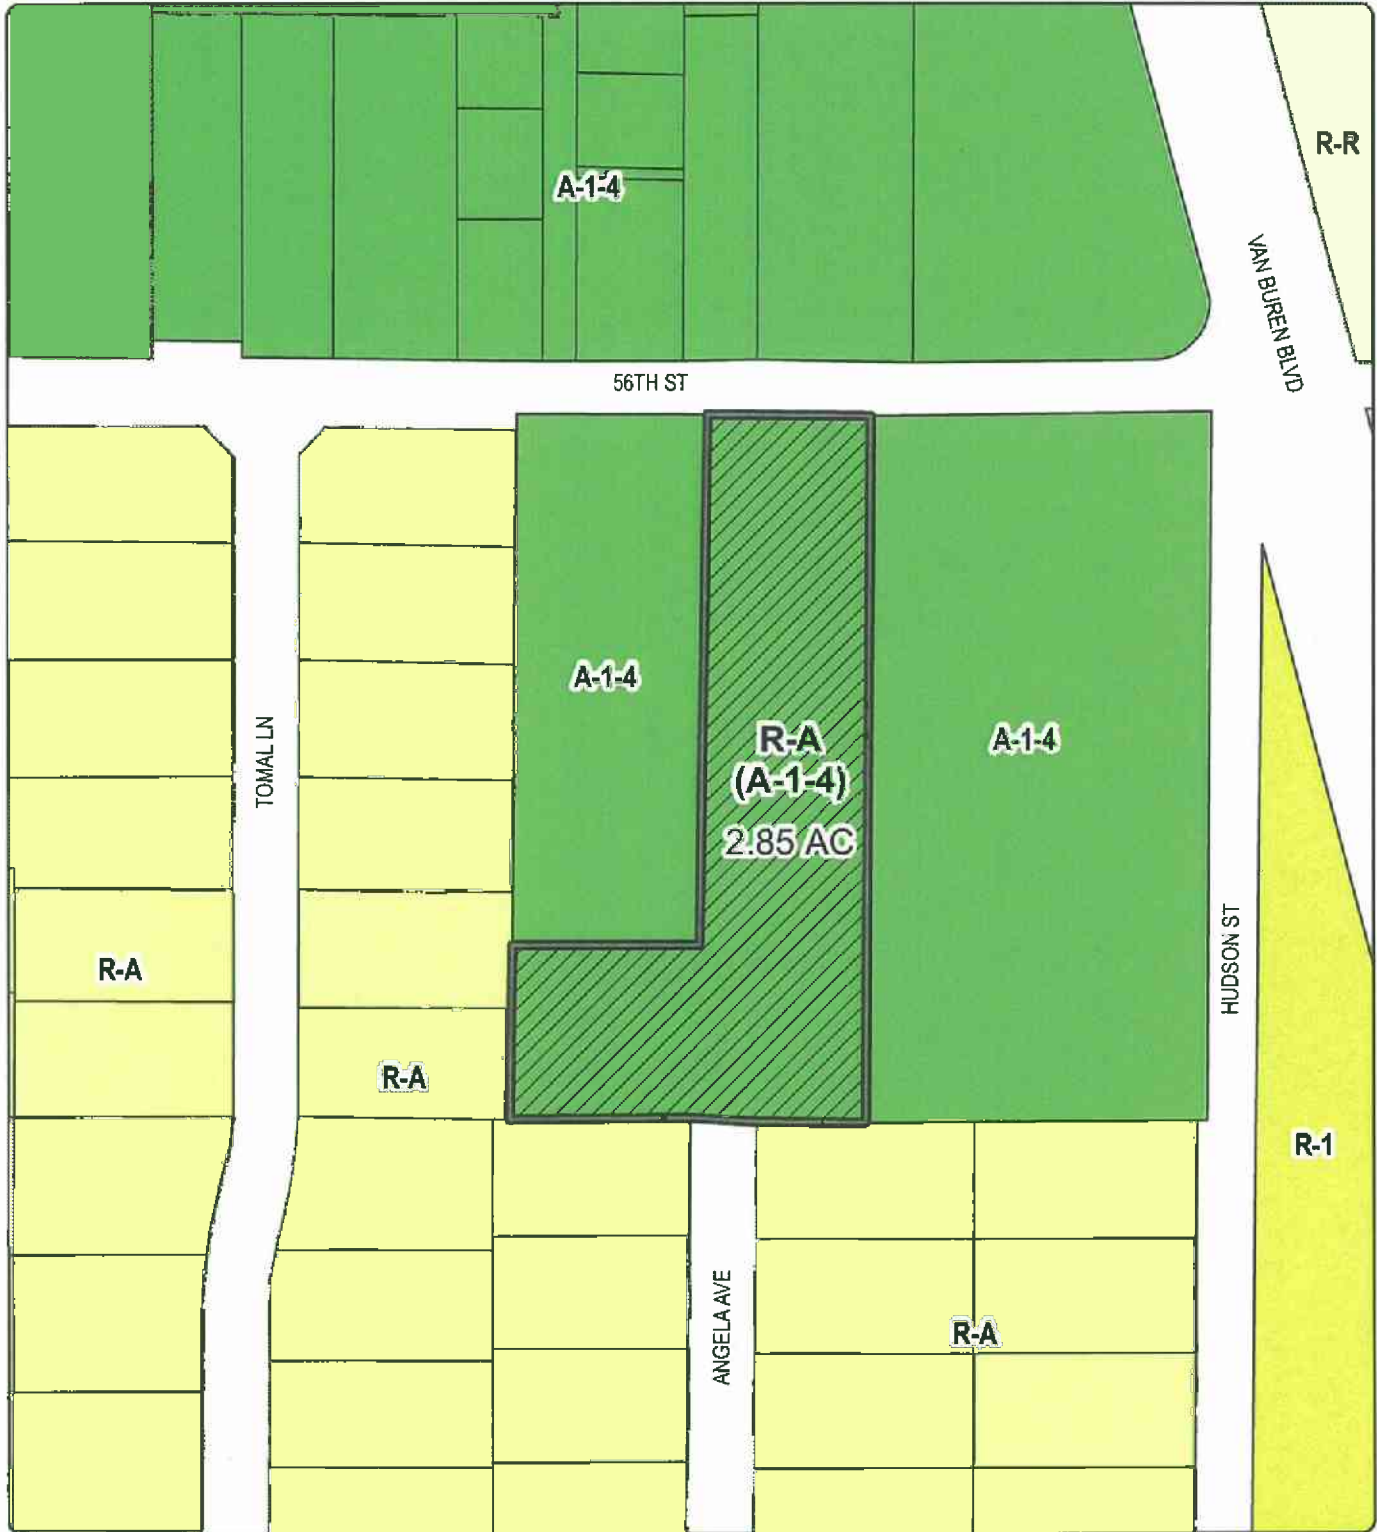 R-R
A-1-4
VAN BUREN BLVD
56TH ST
A-1-4
TOMAL LN
R-A
(A-1-4)
2.85 AC
A-1-4
HUDSON ST
R-A
R-A
R-1
ANGELA AVE
R-A